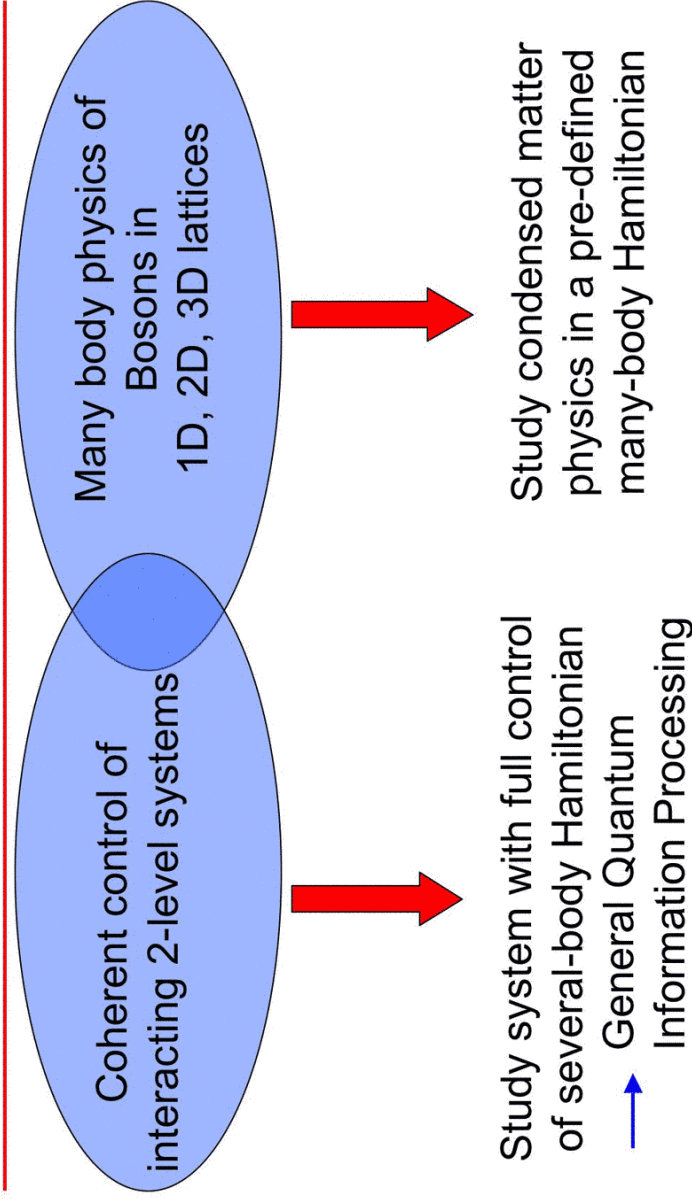 Coherent control of
interacting 2-level systems
Many body physics of
Bosons in
1D, 2D, 3D lattices
Study system with full control
of several-body Hamiltonian
General Quantum
Information Processing
Study condensed matter
physics in a pre-defined
many-body Hamiltonian